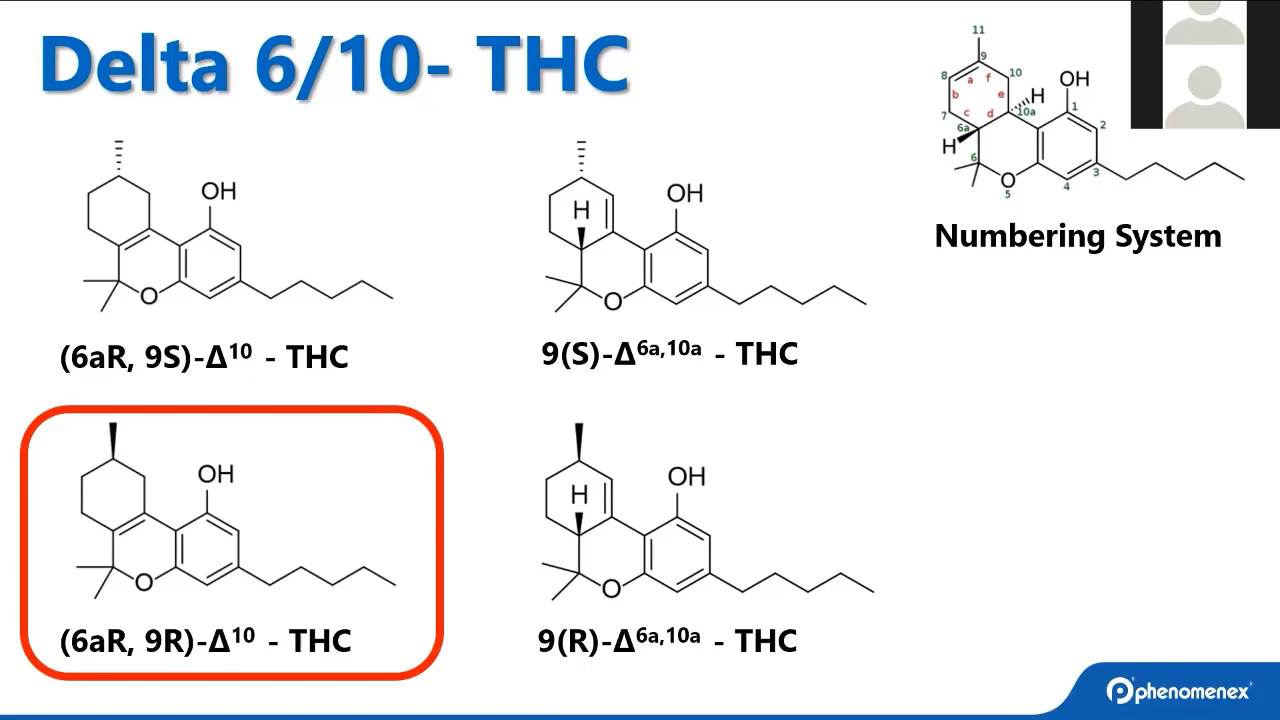 Delta 6/10- THC
11
9
8
10
a
f
b
e
H
OH
1
7
c
d
10a
2
6a
H
6
3
O
5
4
Numbering System
OH
O
(6aR, 9S)-Δ¹⁰ - THC
H
OH
O
9(S)-Δ⁶ᵃ,¹⁰ᵃ - THC
OH
O
(6aR, 9R)-Δ¹⁰ - THC
H
OH
O
9(R)-Δ⁶ᵃ,¹⁰ᵃ - THC
phenomenex®